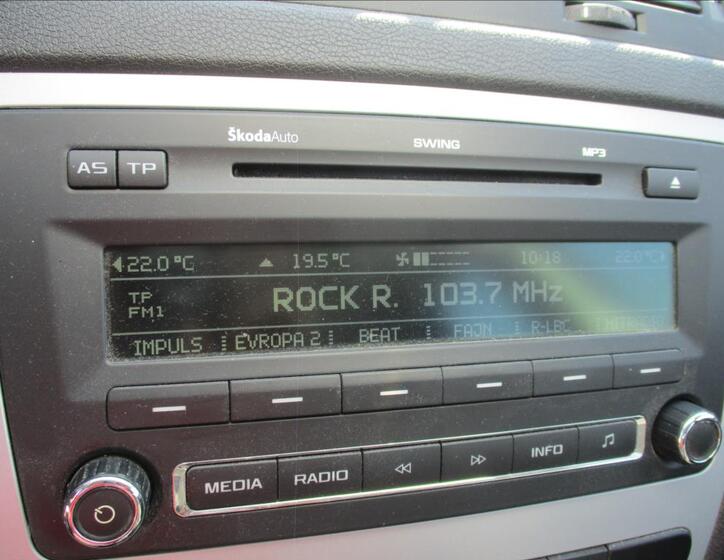 ŠkodaAuto SWING MP3
AS TP
22.0°C 19.5°C 10:18 22.0°C
TP ROCK R. 103.7 MHz
FM1
IMPULS EVROPA 2 BEAT FAJN R-LBC
MEDIA RADIO INFO